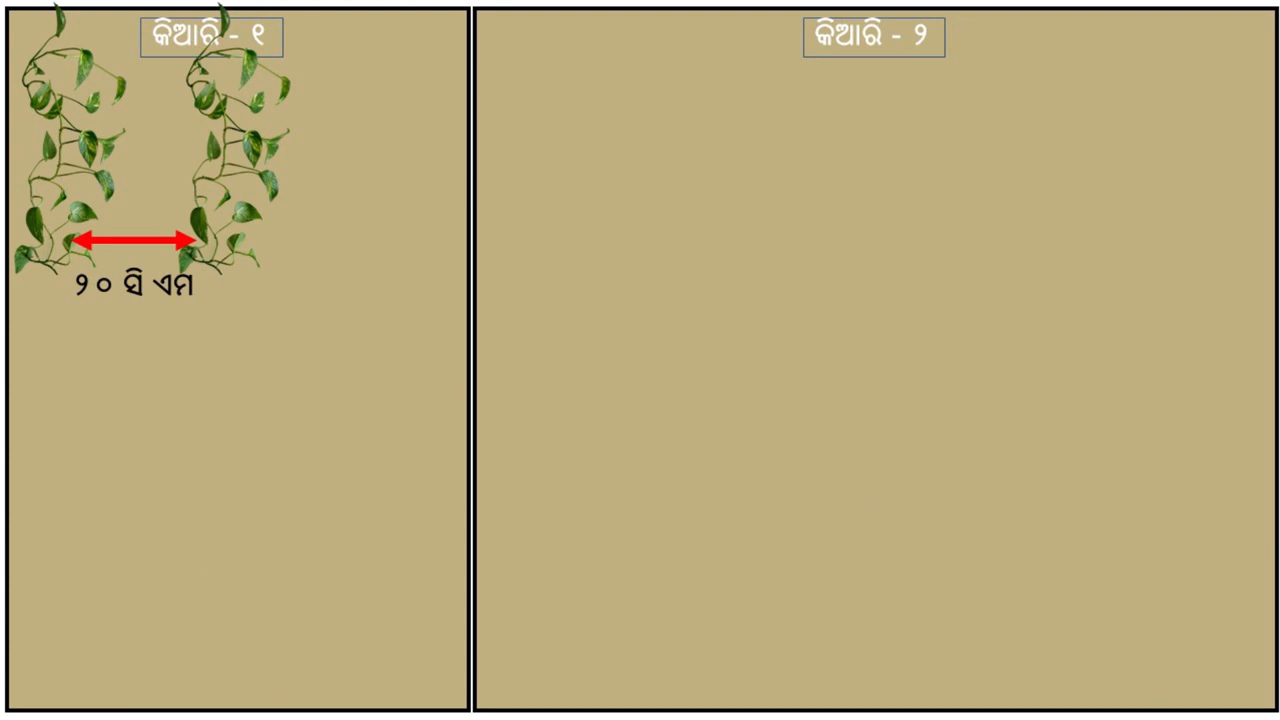 କିଆରି - ୧
କିଆରି - ୨
୨୦ ସି ଏମ